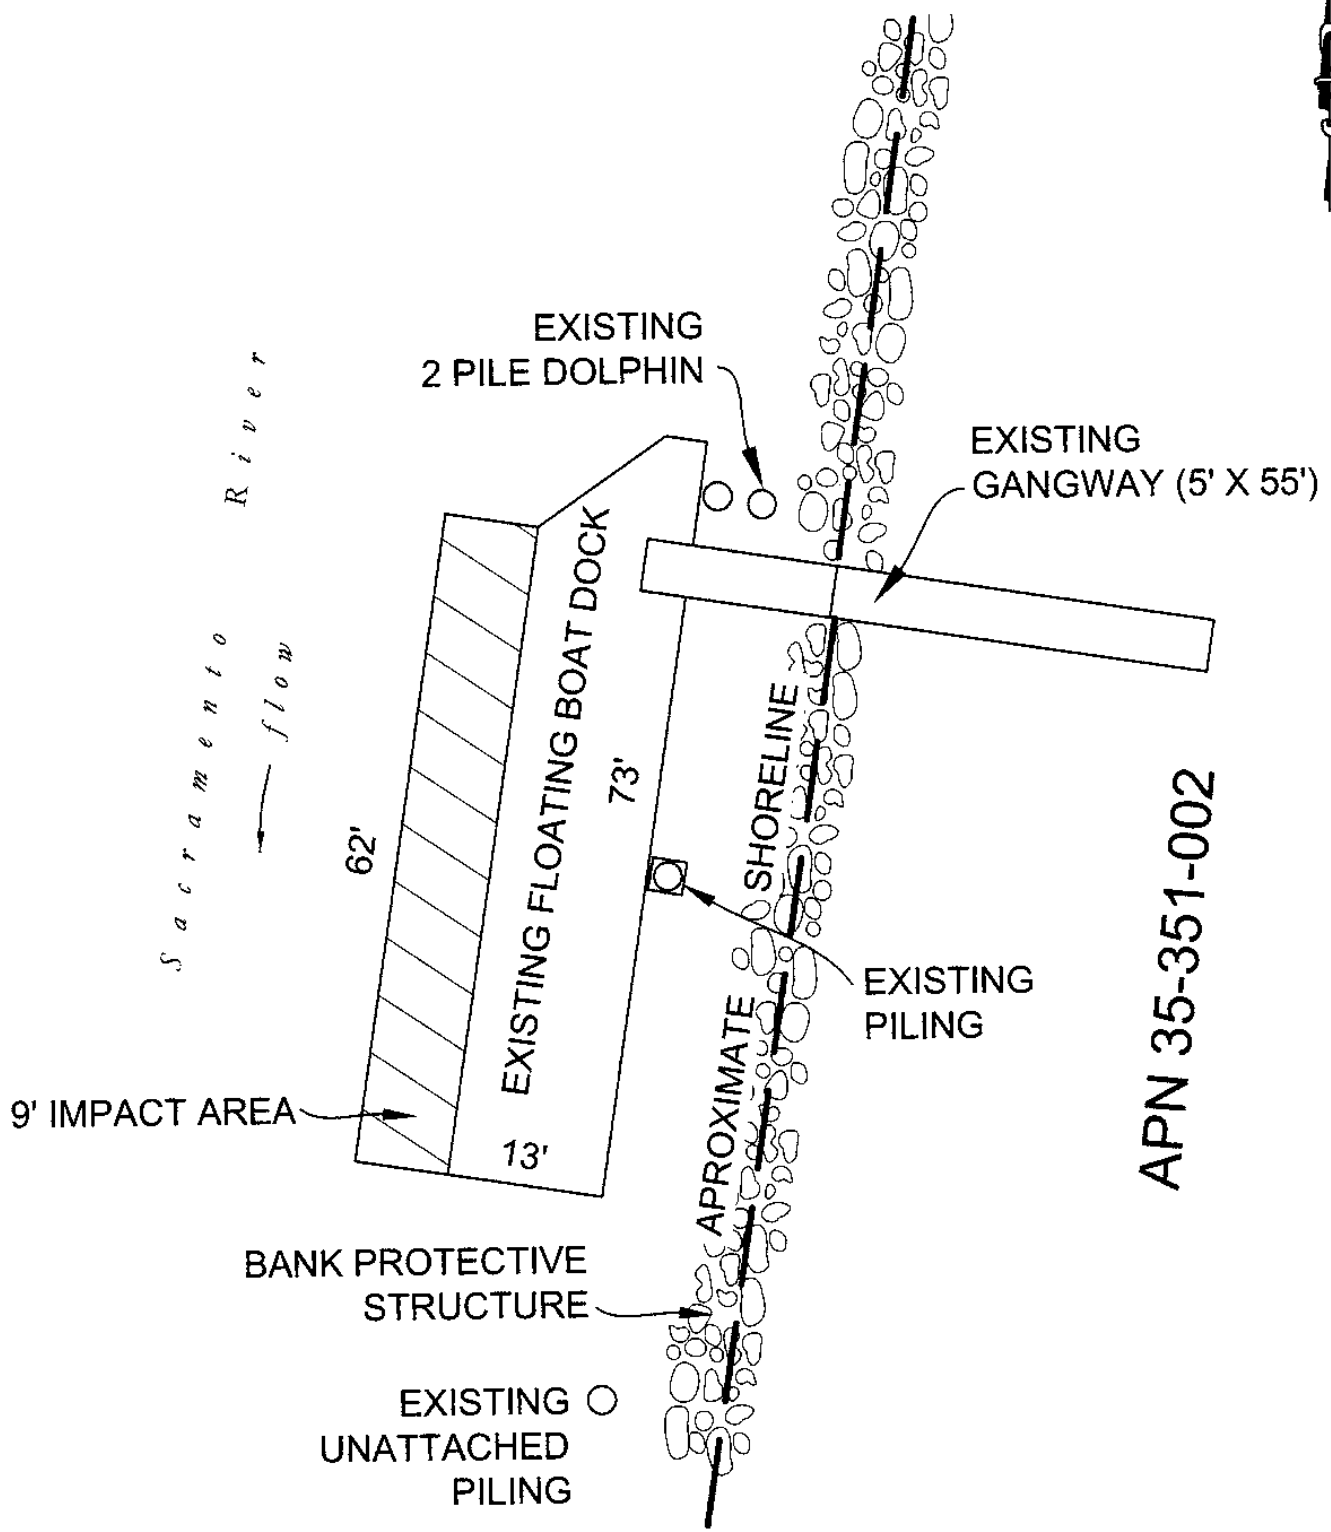 EXISTING
2 PILE DOLPHIN
EXISTING
GANGWAY (5' X 55')
Sacramento River
flow
EXISTING FLOATING BOAT DOCK
62'
73'
13'
9' IMPACT AREA
APROXIMATE SHORELINE
EXISTING
PILING
APN 35-351-002
BANK PROTECTIVE
STRUCTURE
EXISTING
UNATTACHED
PILING